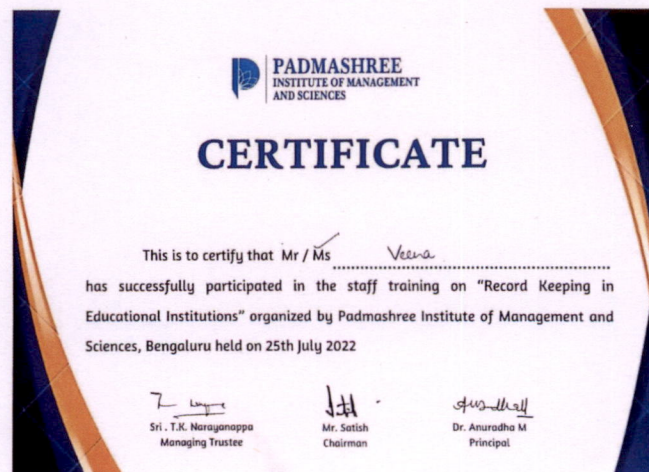 PADMASHREE
INSTITUTE OF MANAGEMENT
AND SCIENCES
CERTIFICATE
This is to certify that Mr / Ms Veena
has successfully participated in the staff training on "Record Keeping in
Educational Institutions" organized by Padmashree Institute of Management and
Sciences, Bengaluru held on 25th July 2022
Sri . T.K. Narayanappa
Managing Trustee
Mr. Satish
Chairman
Dr. Anuradha M
Principal